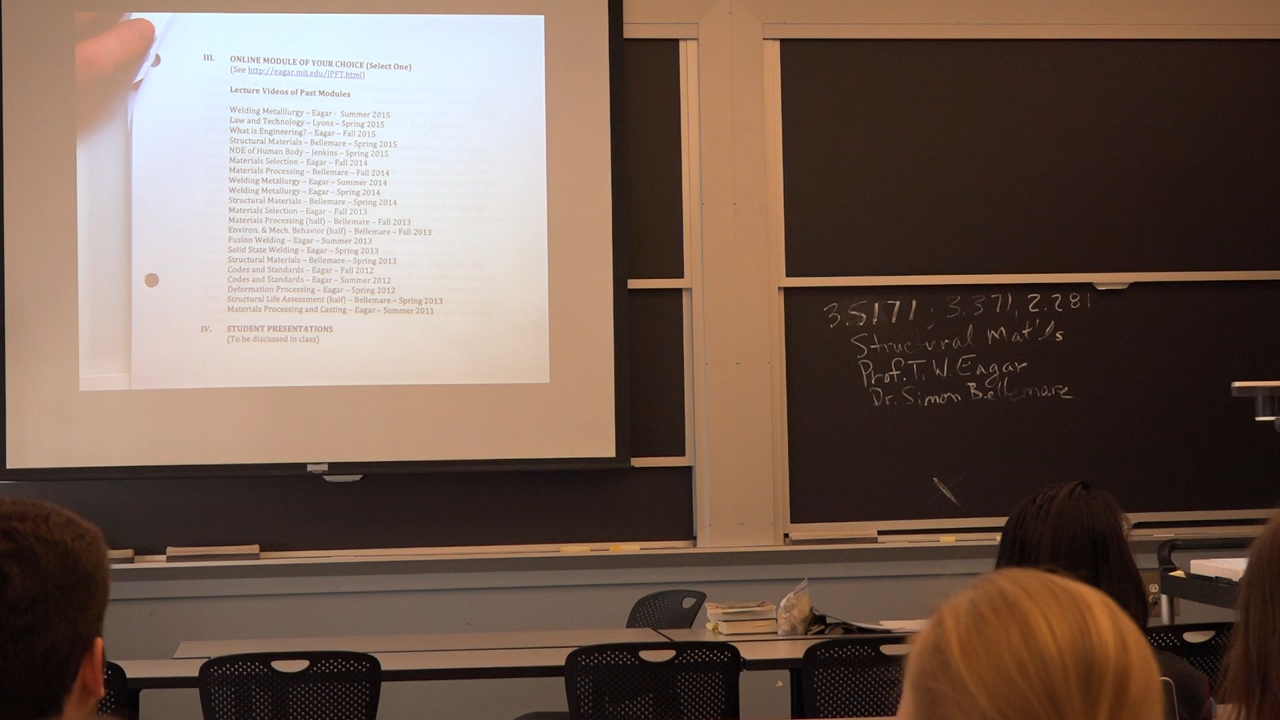 III. ONLINE MODULE OF YOUR CHOICE (Select One)
(See http://eagar.mit.edu/IPFT.html)
Lecture Videos of Past Modules
Welding Metallurgy – Eagar - Summer 2015
Law and Technology – Lyons – Spring 2015
What is Engineering? – Eagar – Fall 2015
Structural Materials – Bellemare – Spring 2015
NDE of Human Body – Jenkins – Spring 2015
Materials Selection – Eagar – Fall 2014
Materials Processing – Bellemare – Fall 2014
Welding Metallurgy – Eagar – Summer 2014
Welding Metallurgy – Eagar – Spring 2014
Structural Materials – Bellemare – Spring 2014
Materials Selection – Eagar – Fall 2013
Materials Processing (half) – Bellemare – Fall 2013
Environ. & Mech. Behavior (half) – Bellemare – Fall 2013
Fusion Welding – Eagar – Summer 2013
Solid State Welding – Eagar – Spring 2013
Structural Materials – Bellemare – Spring 2013
Codes and Standards – Eagar – Fall 2012
Codes and Standards – Eagar – Summer 2012
Deformation Processing – Eagar – Spring 2012
Structural Life Assessment (half) – Bellemare – Spring 2013
Materials Processing and Casting – Eagar – Summer 2011
IV. STUDENT PRESENTATIONS
(To be discussed in class)
3.5171, 3.371, 2.281
Structural Mat'ls
Prof. T. W. Eagar
Dr. Simon Bellemare